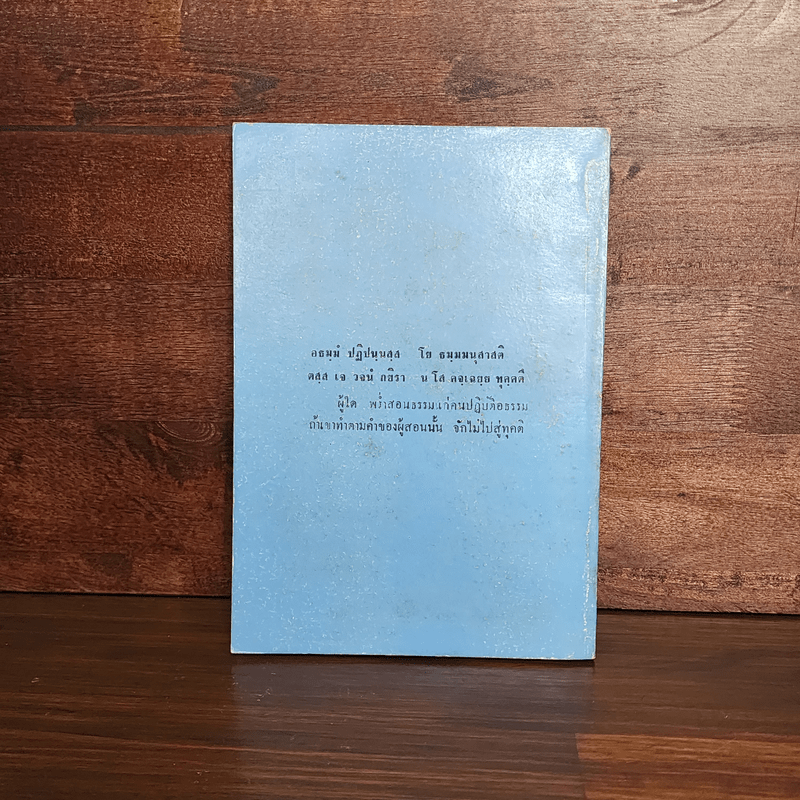 อธมฺมํ ปฏิปนฺนสฺส โย ธมฺมมนุสาสติ
ตสฺส เจ วจนํ กยิรา น โส คจฺเฉยฺย ทุคฺคตึ
ผู้ใด พร่ำสอนธรรมแก่คนปฏิบัติอธรรม
ถ้าเขาทำตามคำของผู้สอนนั้น จักไม่ไปสู่ทุคติ